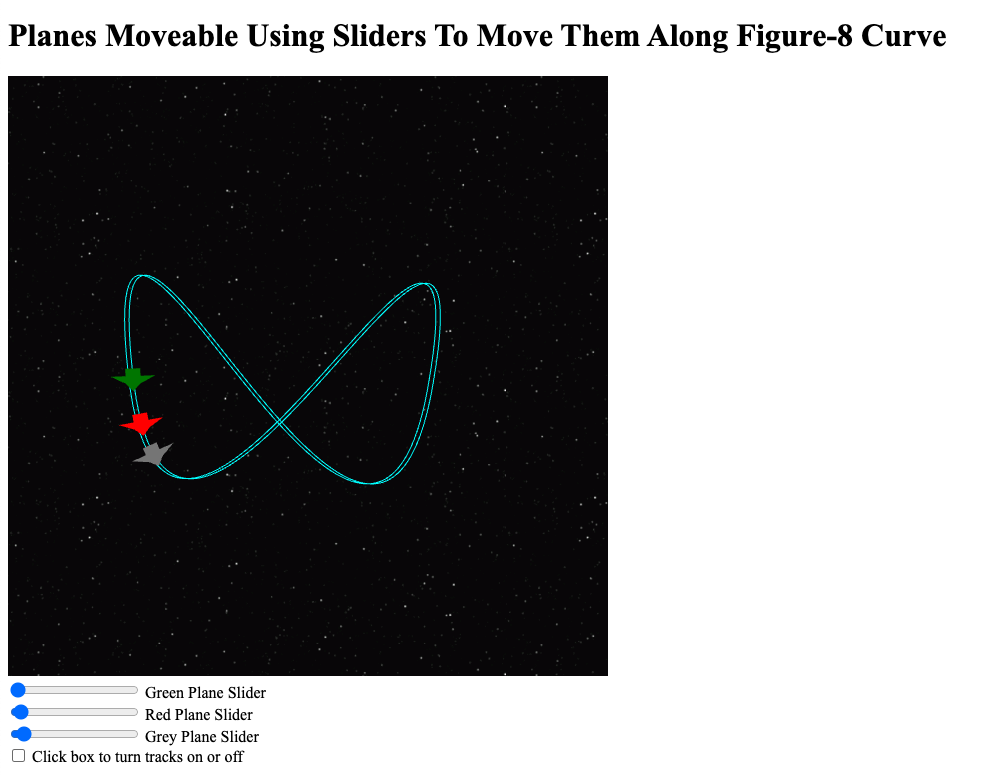 Planes Moveable Using Sliders To Move Them Along Figure-8 Curve
Green Plane Slider
Red Plane Slider
Grey Plane Slider
Click box to turn tracks on or off